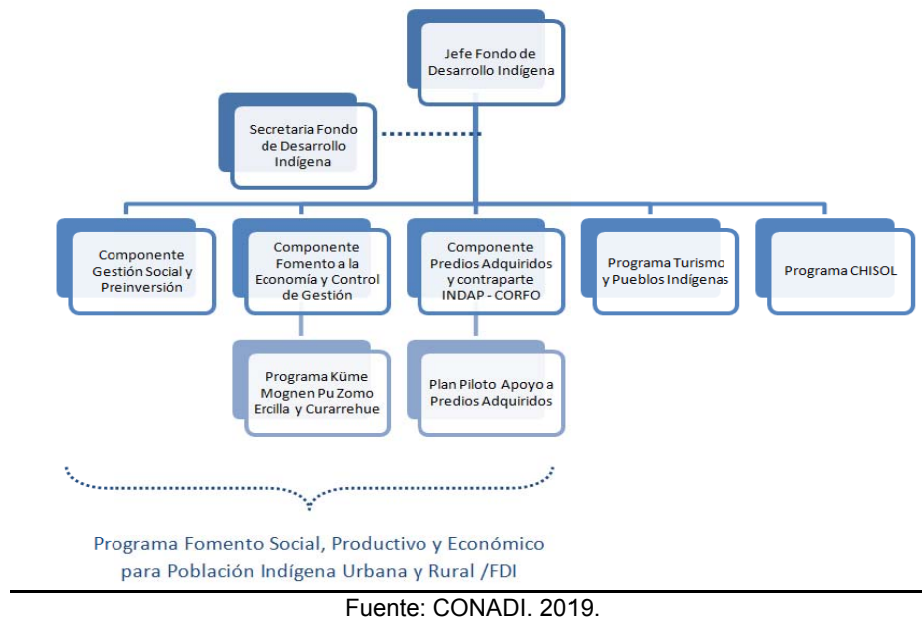 Jefe Fondo de
Desarrollo Indígena
Secretaria Fondo
de Desarrollo
Indígena
Componente
Gestión Social y
Preinversión
Componente
Fomento a la
Economía y Control
de Gestión
Componente
Predios Adquiridos
y contraparte
INDAP - CORFO
Programa Turismo
y Pueblos Indígenas
Programa CHISOL
Programa Küme
Mognen Pu Zomo
Ercilla y Curarrehue
Plan Piloto Apoyo a
Predios Adquiridos
Programa Fomento Social, Productivo y Económico
para Población Indígena Urbana y Rural /FDI
Fuente: CONADI. 2019.